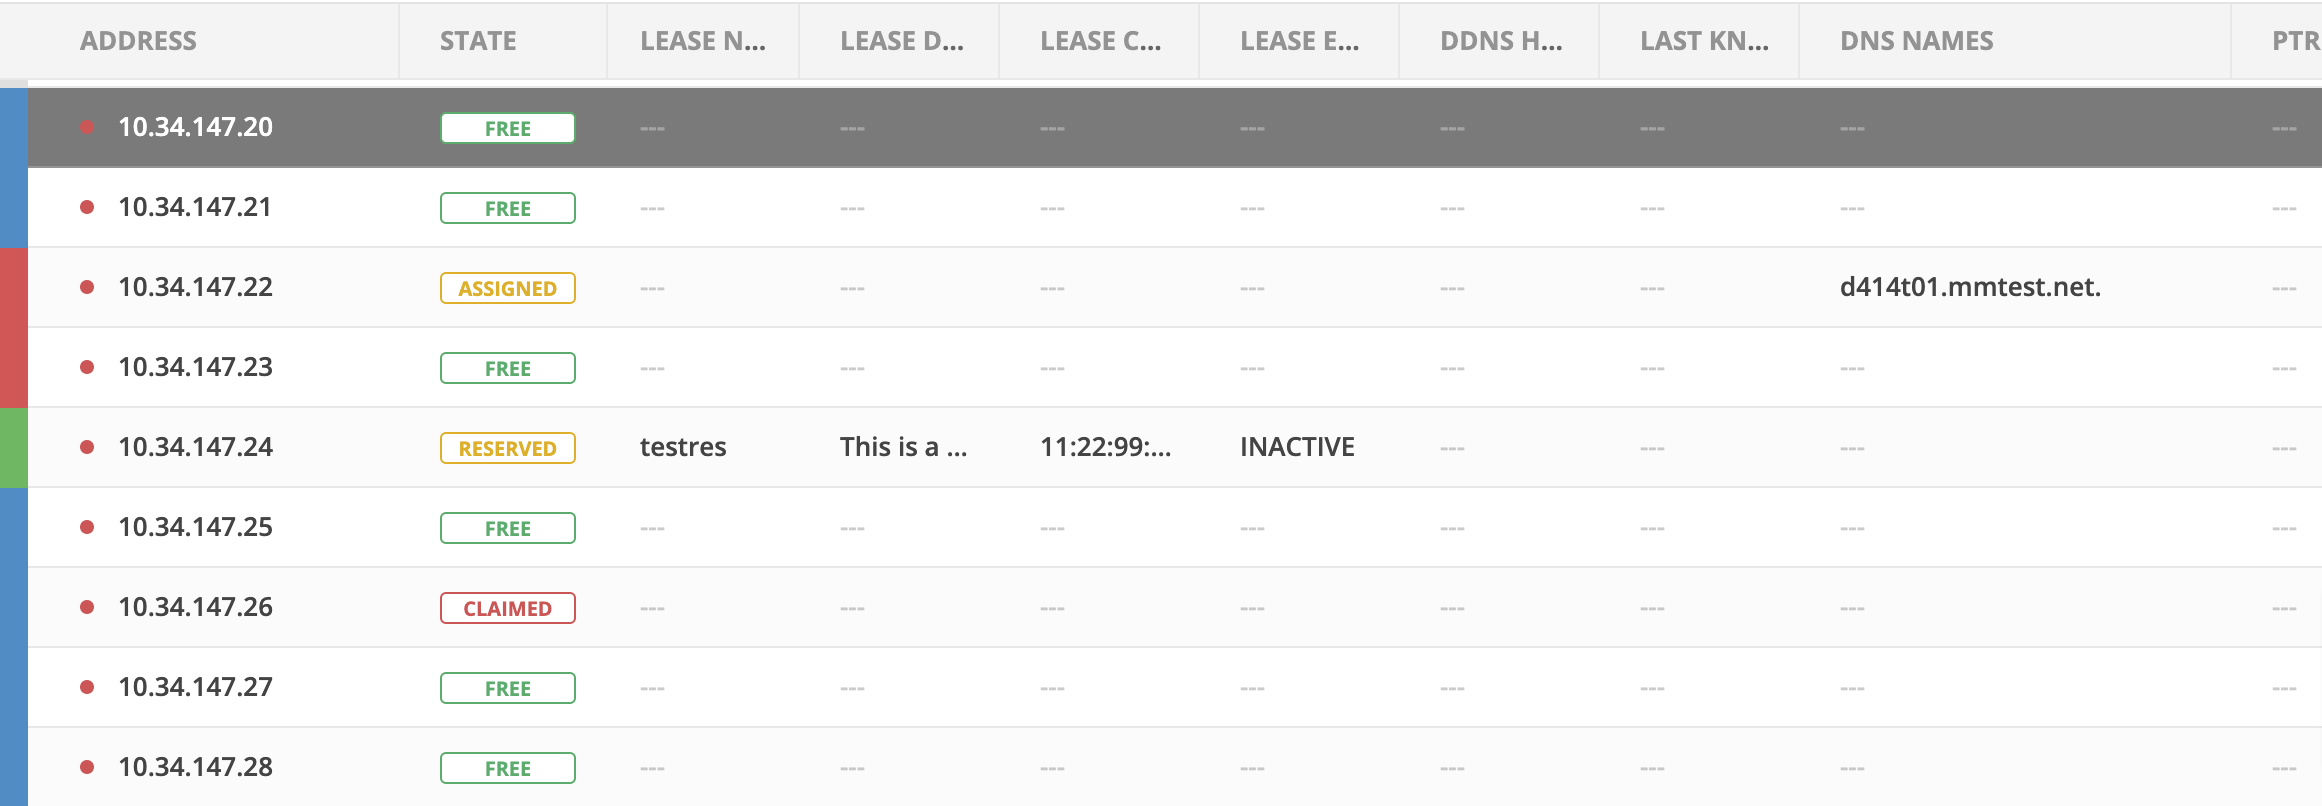 ADDRESS STATE LEASE N... LEASE D... LEASE C... LEASE E... DDNS H... LAST KN... DNS NAMES PTR
10.34.147.20 FREE --- --- --- --- --- --- --- ---
10.34.147.21 FREE --- --- --- --- --- --- --- ---
10.34.147.22 ASSIGNED --- --- --- --- --- --- d414t01.mmtest.net. ---
10.34.147.23 FREE --- --- --- --- --- --- --- ---
10.34.147.24 RESERVED testres This is a ... 11:22:99:... INACTIVE --- --- --- ---
10.34.147.25 FREE --- --- --- --- --- --- --- ---
10.34.147.26 CLAIMED --- --- --- --- --- --- --- ---
10.34.147.27 FREE --- --- --- --- --- --- --- ---
10.34.147.28 FREE --- --- --- --- --- --- --- ---